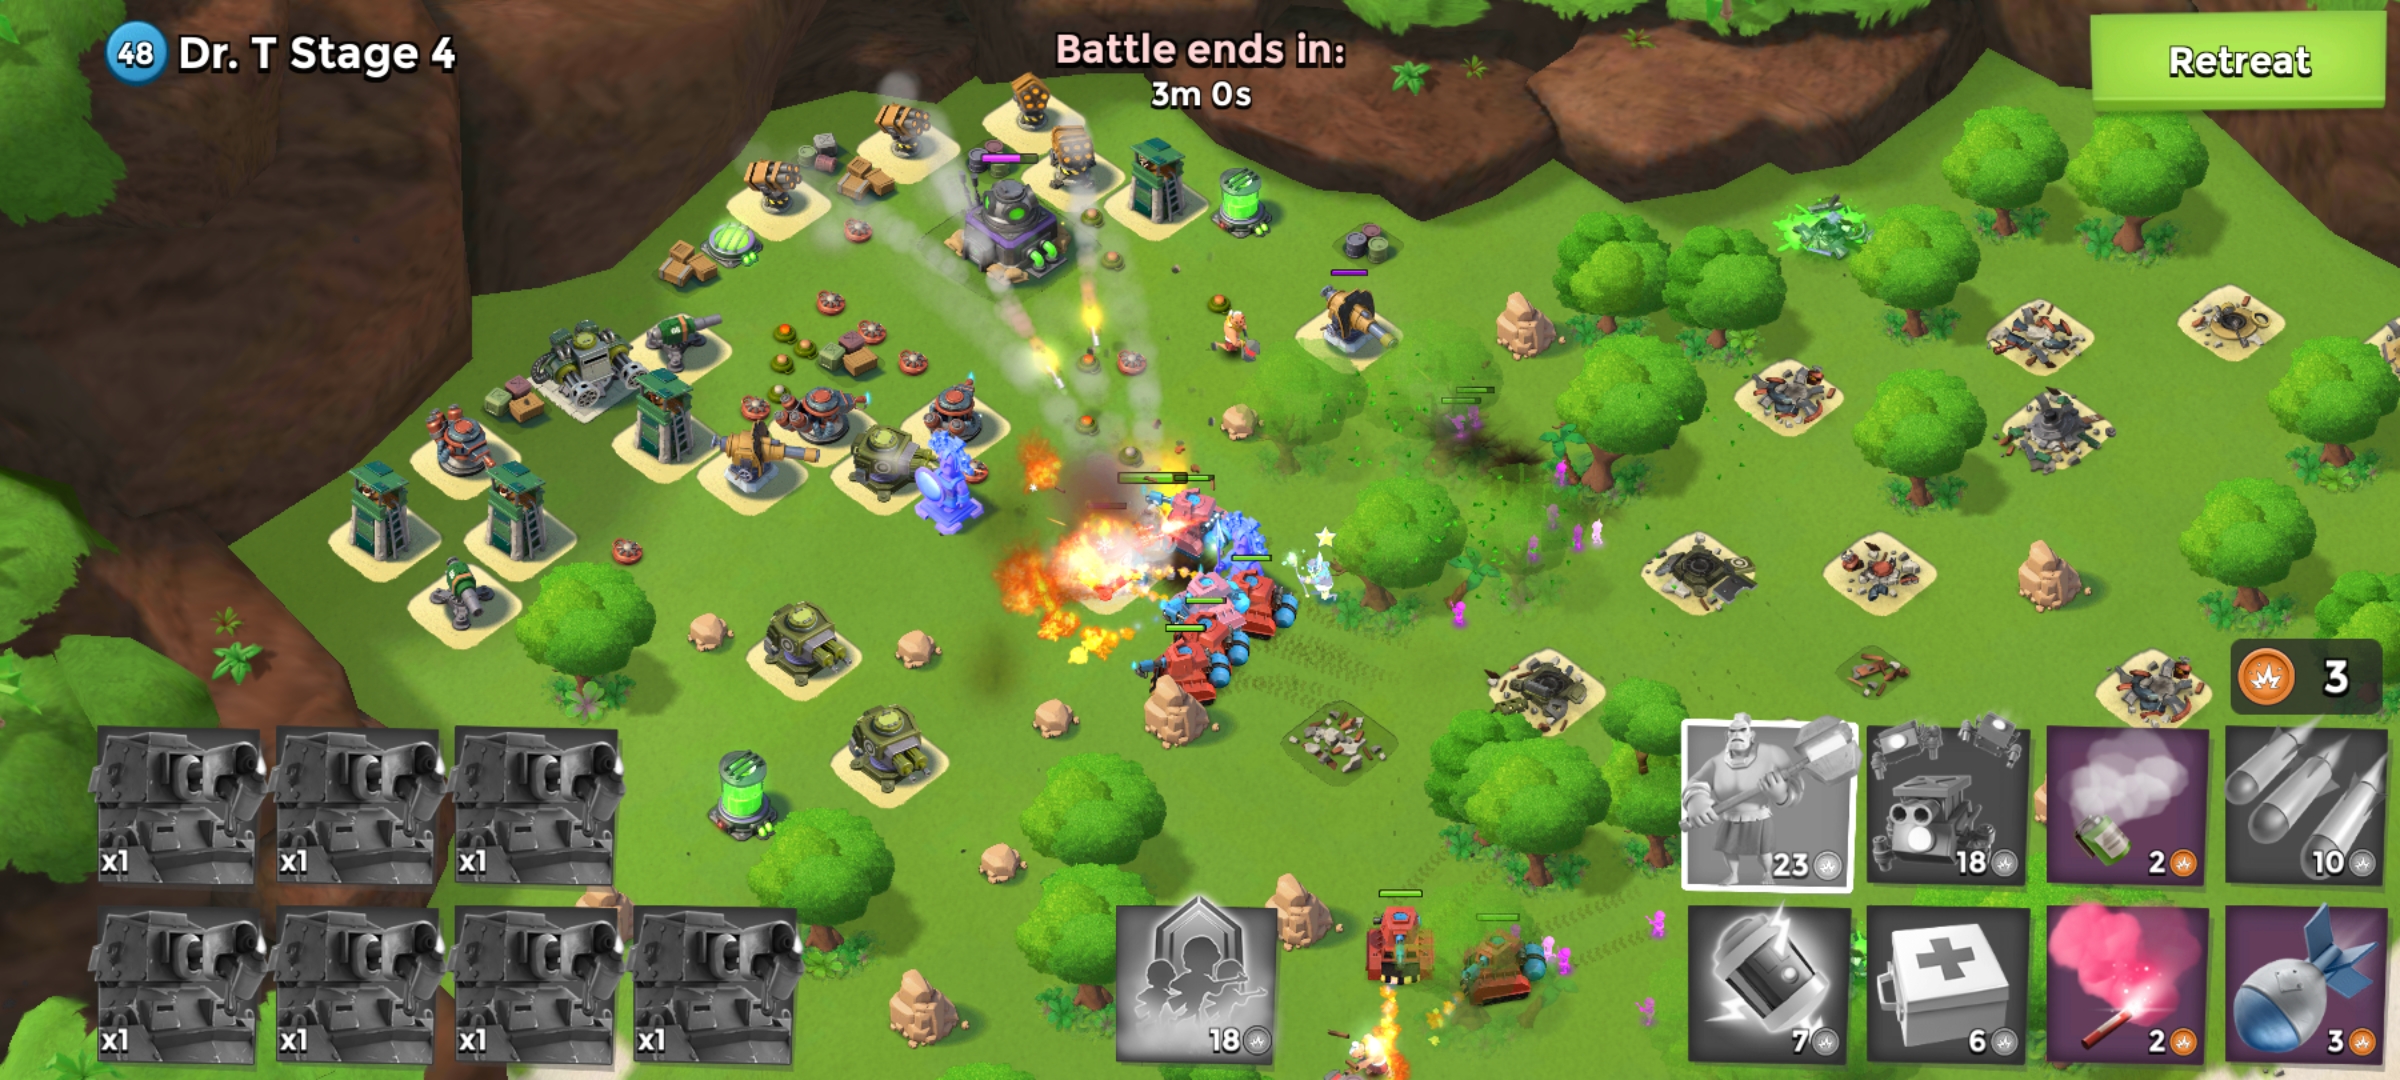 48 Dr. T Stage 4
Battle ends in:
3m 0s
Retreat
3
x1
x1
x1
23
18
2
10
x1
x1
x1
x1
18
7
6
2
3